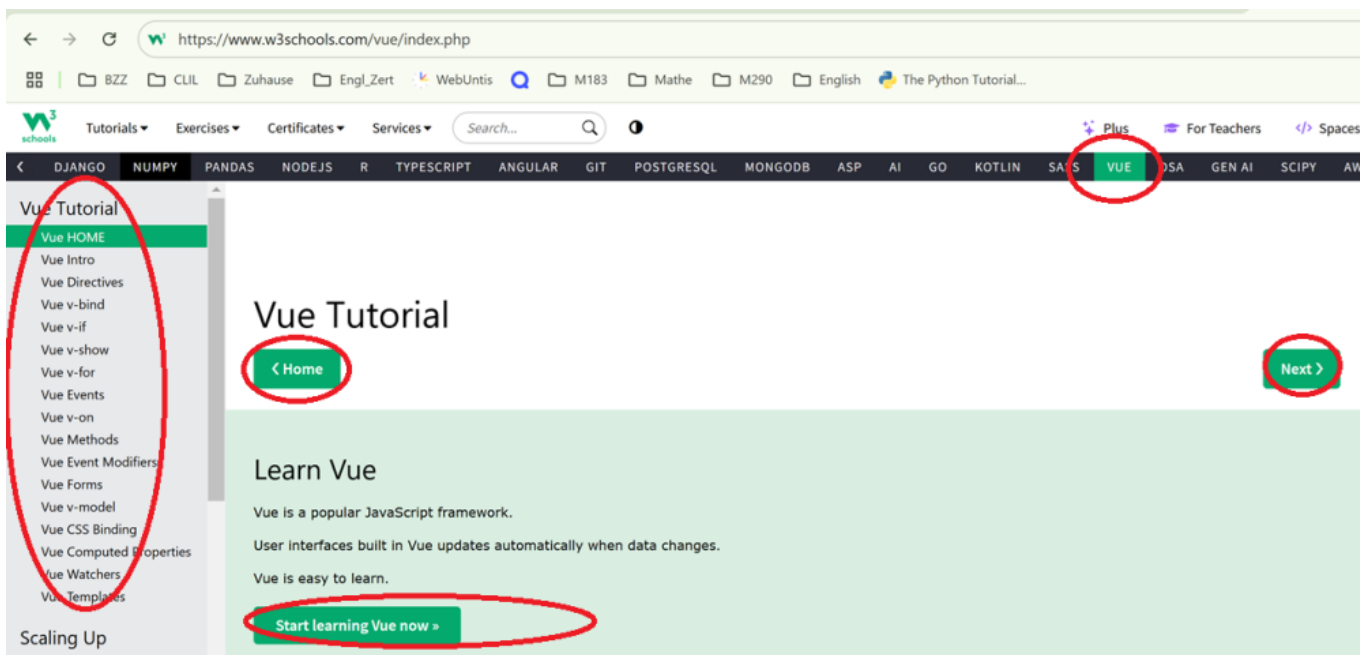 https://www.w3schools.com/vue/index.php
BZZ CLIL Zuhause Engl_Zert WebUntis M183 Mathe M290 English The Python Tutorial...
W3 schools Tutorials Exercises Certificates Services Search... Plus For Teachers </> Spaces
DJANGO NUMPY PANDAS NODEJS R TYPESCRIPT ANGULAR GIT POSTGRESQL MONGODB ASP AI GO KOTLIN SASS VUE DSA GEN AI SCIPY AW
Vue Tutorial
Vue HOME
Vue Intro
Vue Directives
Vue v-bind
Vue v-if
Vue v-show
Vue v-for
Vue Events
Vue v-on
Vue Methods
Vue Event Modifiers
Vue Forms
Vue v-model
Vue CSS Binding
Vue Computed Properties
Vue Watchers
Vue Templates
Scaling Up
Vue Tutorial
❮ Home
Next ❯
Learn Vue
Vue is a popular JavaScript framework.
User interfaces built in Vue updates automatically when data changes.
Vue is easy to learn.
Start learning Vue now »